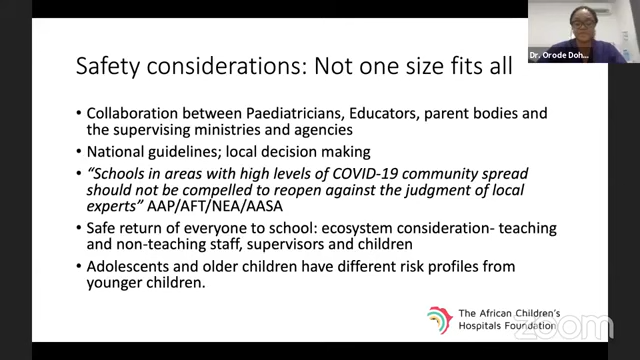 Dr. Orode Doh...
Safety considerations: Not one size fits all
• Collaboration between Paediatricians, Educators, parent bodies and
the supervising ministries and agencies
• National guidelines; local decision making
• “Schools in areas with high levels of COVID-19 community spread
should not be compelled to reopen against the judgment of local
experts” AAP/AFT/NEA/AASA
• Safe return of everyone to school: ecosystem consideration- teaching
and non-teaching staff, supervisors and children
• Adolescents and older children have different risk profiles from
younger children.
The African Children's
Hospitals Foundation
zoom